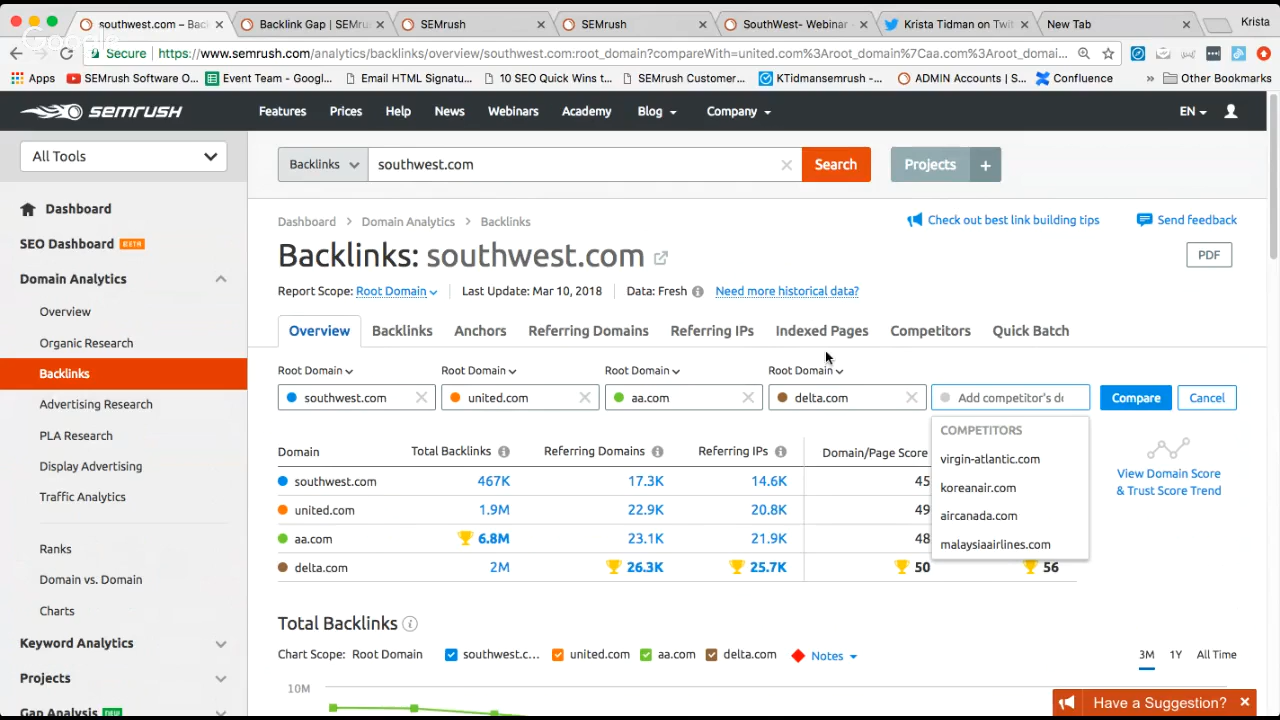 southwest.com – Bac
Backlink Gap | SEMrus
SEMrush
SEMrush
SouthWest- Webinar -
Krista Tidman on Twit
New Tab
Krista
Secure https://www.semrush.com/analytics/backlinks/overview/southwest.com:root_domain?compareWith=united.com%3Aroot_domain%7Caa.com%3Aroot_domai...
Apps
SEMrush Software O...
Event Team - Googl...
Email HTML Signatu...
10 SEO Quick Wins t...
SEMrush Customer...
KTidmansemrush -...
ADMIN Accounts | S...
Confluence
» Other Bookmarks
SEMRUSH Features Prices Help News Webinars Academy Blog Company EN
All Tools
Backlinks southwest.com Search Projects +
Dashboard
SEO Dashboard BETA
Domain Analytics
Overview
Organic Research
Backlinks
Advertising Research
PLA Research
Display Advertising
Traffic Analytics
Ranks
Domain vs. Domain
Charts
Keyword Analytics
Projects
Gap Analysis NEW
Dashboard > Domain Analytics > Backlinks
Check out best link building tips
Send feedback
Backlinks: southwest.com
PDF
Report Scope: Root Domain Last Update: Mar 10, 2018 Data: Fresh Need more historical data?
Overview Backlinks Anchors Referring Domains Referring IPs Indexed Pages Competitors Quick Batch
Root Domain Root Domain Root Domain Root Domain
southwest.com united.com aa.com delta.com Add competitor's do Compare Cancel
COMPETITORS
virgin-atlantic.com
koreanair.com
aircanada.com
malaysiaairlines.com
Domain Total Backlinks Referring Domains Referring IPs Domain/Page Score
southwest.com 467K 17.3K 14.6K 45
united.com 1.9M 22.9K 20.8K 49
aa.com 6.8M 23.1K 21.9K 48
delta.com 2M 26.3K 25.7K 50 56
View Domain Score
& Trust Score Trend
Total Backlinks
Chart Scope: Root Domain southwest.c... united.com aa.com delta.com Notes 3M 1Y All Time
10M
Have a Suggestion? ×